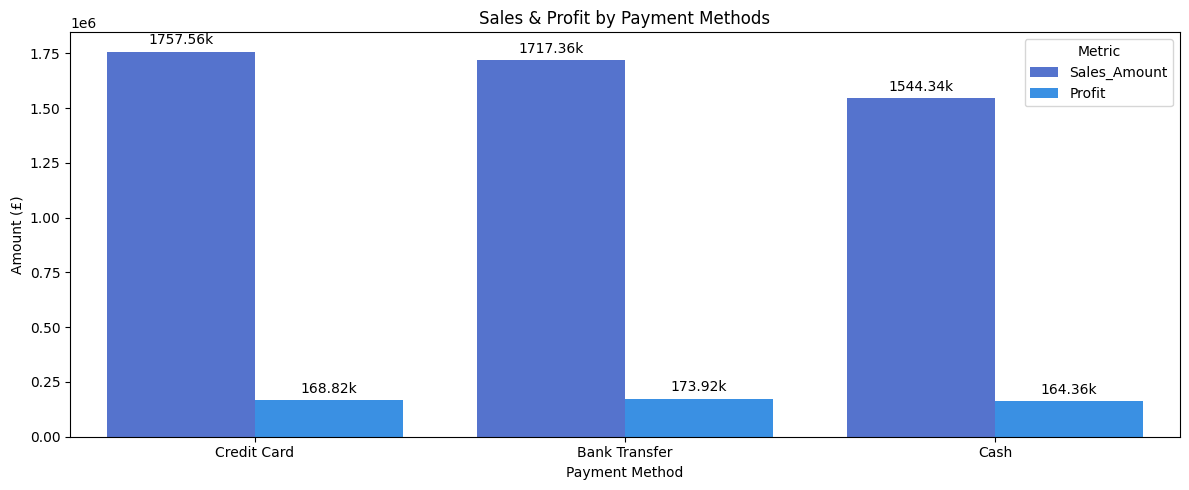 Sales & Profit by Payment Methods
1e6
Metric
Sales_Amount
Profit
1757.56k
1717.36k
1544.34k
168.82k
173.92k
164.36k
1.75
1.50
1.25
1.00
0.75
0.50
0.25
0.00
Amount (£)
Credit Card
Bank Transfer
Cash
Payment Method